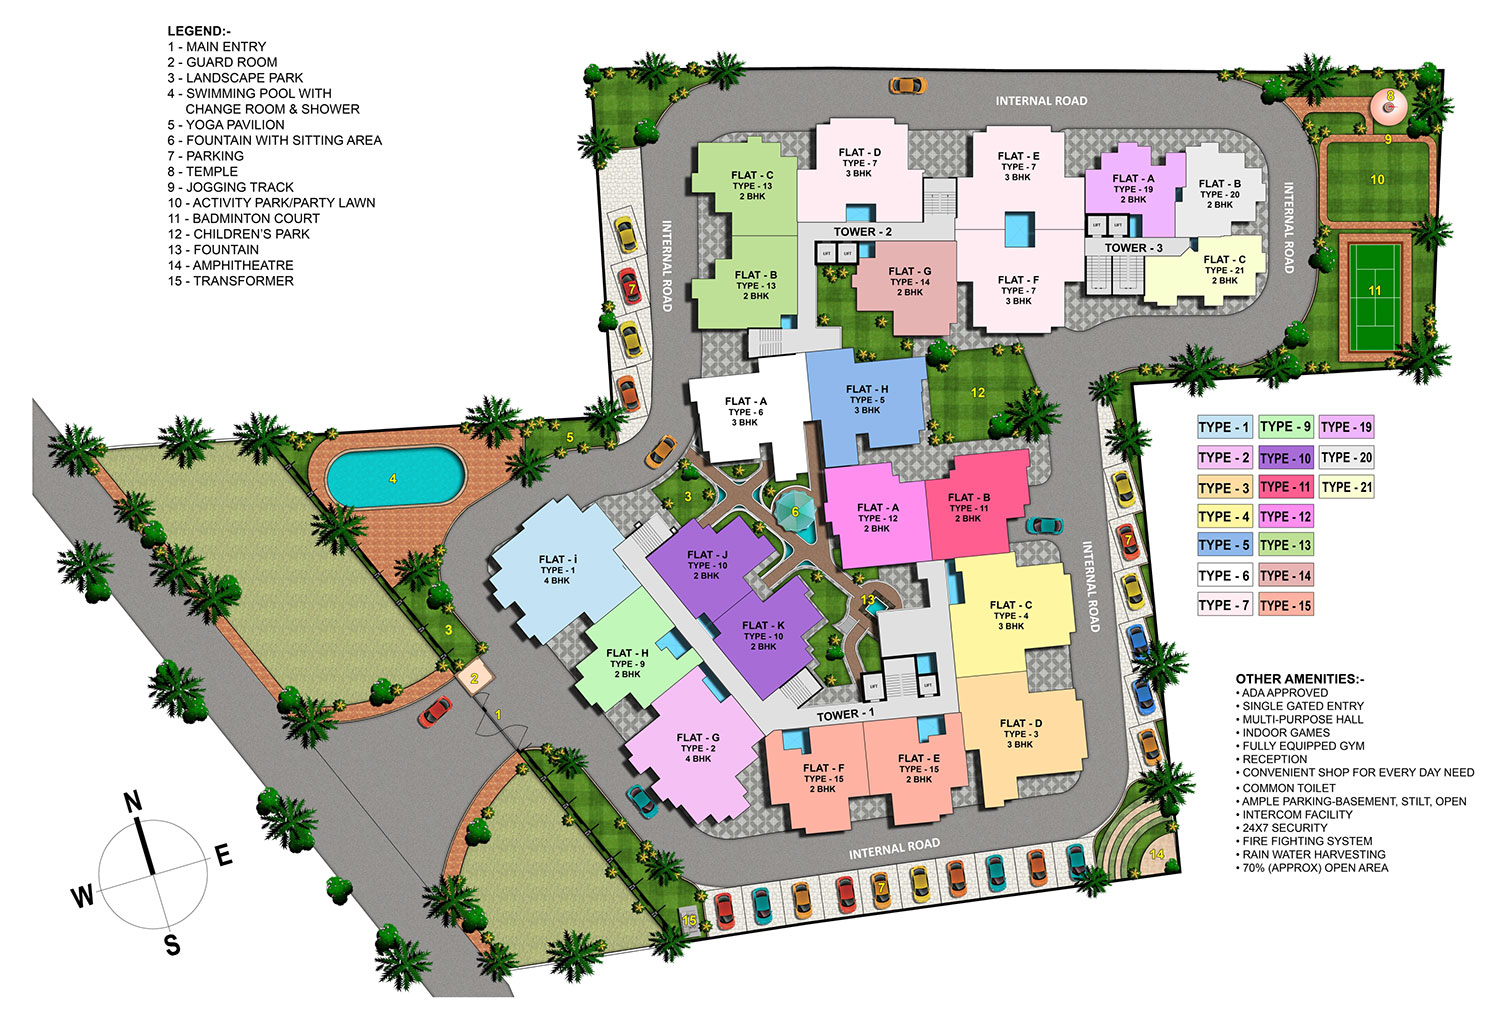 LEGEND:-
1 - MAIN ENTRY
2 - GUARD ROOM
3 - LANDSCAPE PARK
4 - SWIMMING POOL WITH
CHANGE ROOM & SHOWER
5 - YOGA PAVILION
6 - FOUNTAIN WITH SITTING AREA
7 - PARKING
8 - TEMPLE
9 - JOGGING TRACK
10 - ACTIVITY PARK/PARTY LAWN
11 - BADMINTON COURT
12 - CHILDREN'S PARK
13 - FOUNTAIN
14 - AMPHITHEATRE
15 - TRANSFORMER
INTERNAL ROAD
8
9
10
11
INTERNAL ROAD
INTERNAL ROAD
7
FLAT - C
TYPE - 13
2 BHK
FLAT - D
TYPE - 7
3 BHK
FLAT - E
TYPE - 7
3 BHK
FLAT - A
TYPE - 19
2 BHK
FLAT - B
TYPE - 20
2 BHK
TOWER - 2
LIFT
LIFT
TOWER - 3
LIFT
LIFT
FLAT - B
TYPE - 13
2 BHK
FLAT - G
TYPE - 14
2 BHK
FLAT - F
TYPE - 7
3 BHK
FLAT - C
TYPE - 21
2 BHK
FLAT - A
TYPE - 6
3 BHK
FLAT - H
TYPE - 5
3 BHK
12
5
4
3
6
FLAT - A
TYPE - 12
2 BHK
FLAT - B
TYPE - 11
2 BHK
FLAT - i
TYPE - 1
4 BHK
FLAT - J
TYPE - 10
2 BHK
FLAT - K
TYPE - 10
2 BHK
13
FLAT - C
TYPE - 4
3 BHK
INTERNAL ROAD
7
FLAT - H
TYPE - 9
2 BHK
3
2
1
LIFT
LIFT
TOWER - 1
FLAT - G
TYPE - 2
4 BHK
FLAT - F
TYPE - 15
2 BHK
FLAT - E
TYPE - 15
2 BHK
FLAT - D
TYPE - 3
3 BHK
INTERNAL ROAD
7
14
15
N
E
W
S
TYPE - 1
TYPE - 9
TYPE - 19
TYPE - 2
TYPE - 10
TYPE - 20
TYPE - 3
TYPE - 11
TYPE - 21
TYPE - 4
TYPE - 12
TYPE - 5
TYPE - 13
TYPE - 6
TYPE - 14
TYPE - 7
TYPE - 15
OTHER AMENITIES:-
• ADA APPROVED
• SINGLE GATED ENTRY
• MULTI-PURPOSE HALL
• INDOOR GAMES
• FULLY EQUIPPED GYM
• RECEPTION
• CONVENIENT SHOP FOR EVERY DAY NEED
• COMMON TOILET
• AMPLE PARKING-BASEMENT, STILT, OPEN
• INTERCOM FACILITY
• 24X7 SECURITY
• FIRE FIGHTING SYSTEM
• RAIN WATER HARVESTING
• 70% (APPROX) OPEN AREA